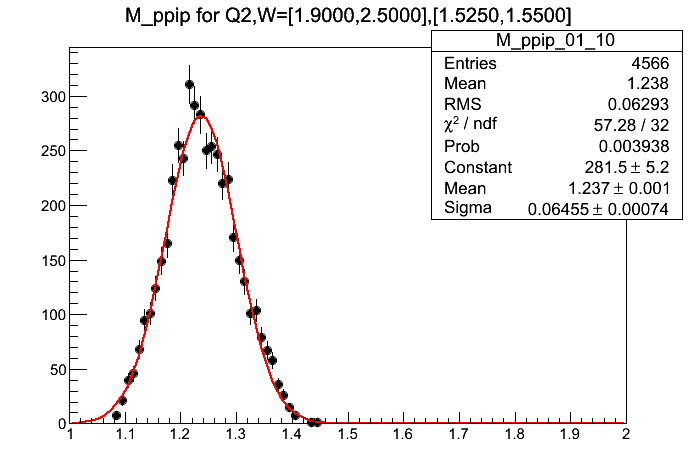 M_ppip for Q2,W=[1.9000,2.5000],[1.5250,1.5500]
M_ppip_01_10
Entries 4566
Mean 1.238
RMS 0.06293
χ² / ndf 57.28 / 32
Prob 0.003938
Constant 281.5 ± 5.2
Mean 1.237 ± 0.001
Sigma 0.06455 ± 0.00074
300
250
200
150
100
50
0
1 1.1 1.2 1.3 1.4 1.5 1.6 1.7 1.8 1.9 2